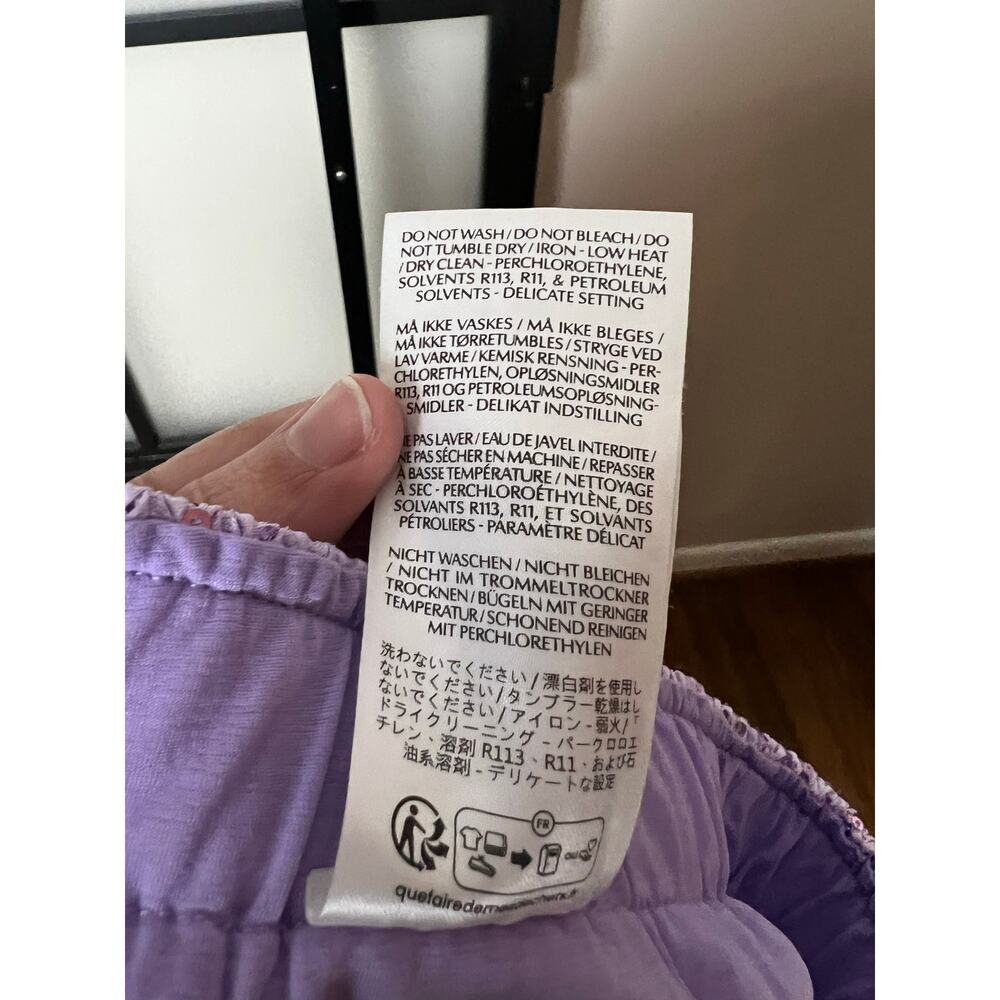 DO NOT WASH / DO NOT BLEACH / DO
NOT TUMBLE DRY / IRON - LOW HEAT
/ DRY CLEAN - PERCHLOROETHYLENE,
SOLVENTS R113, R11, & PETROLEUM
SOLVENTS - DELICATE SETTING
MÅ IKKE VASKES / MÅ IKKE BLEGES /
MÅ IKKE TØRRETUMBLES / STRYGE VED
LAV VARME / KEMISK RENSNING - PER-
CHLORETHYLEN, OPLØSNINGSMIDLER
R113, R11 OG PETROLEUMSOPLØSNING-
SMIDLER - DELIKAT INDSTILLING
NE PAS LAVER / EAU DE JAVEL INTERDITE /
NE PAS SÉCHER EN MACHINE / REPASSER
À BASSE TEMPÉRATURE / NETTOYAGE
À SEC - PERCHLOROÉTHYLÈNE, DES
SOLVANTS R113, R11, ET SOLVANTS
PÉTROLIERS - PARAMÈTRE DÉLICAT
NICHT WASCHEN / NICHT BLEICHEN
/ NICHT IM TROMMELTROCKNER
TROCKNEN / BÜGELN MIT GERINGER
TEMPERATUR / SCHONEND REINIGEN
MIT PERCHLORETHYLEN
洗わないでください / 漂白剤を使用し
ないでください / タンブラー乾燥はし
ないでください / アイロン - 弱火 / 「
ドライクリーニング - パークロロエ
チレン、溶剤 R113、R11、および石
油系溶剤 - デリケートな設定
FR
ou